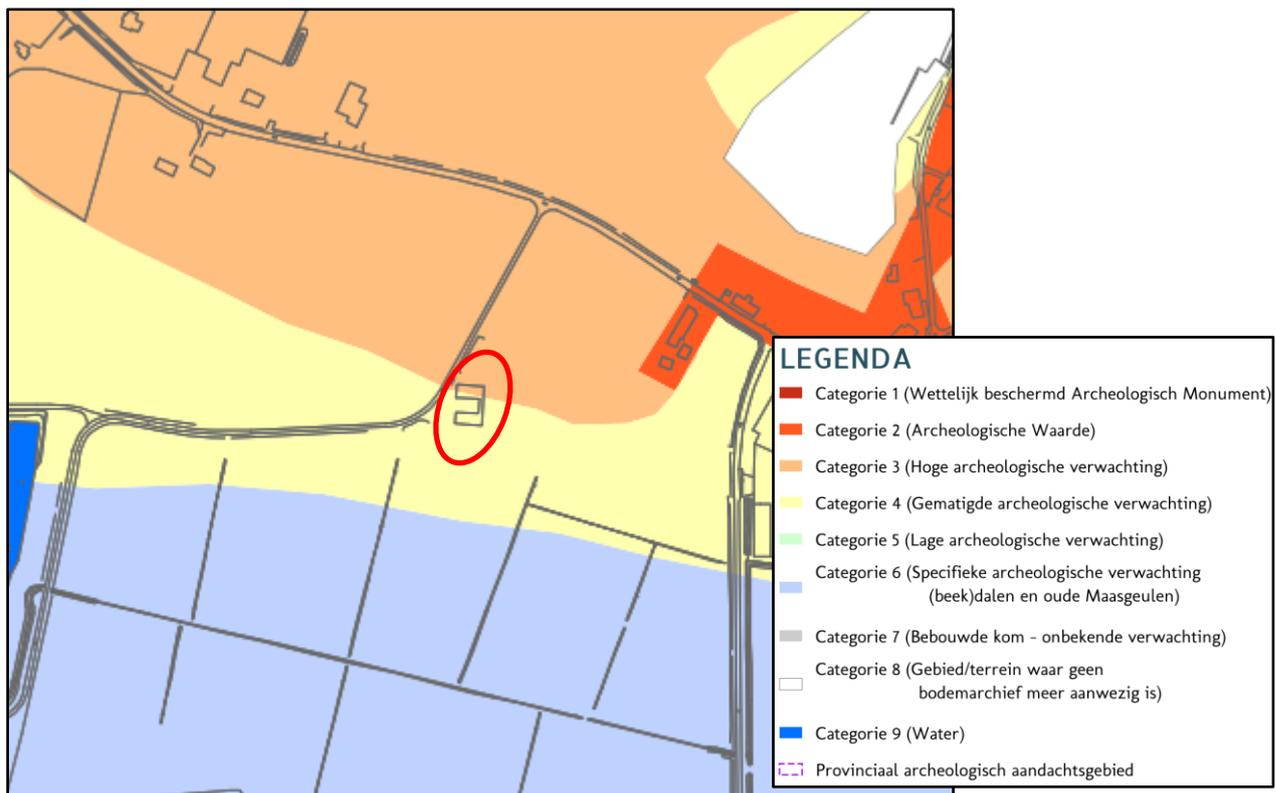 LEGENDA
Categorie 1 (Wettelijk beschermd Archeologisch Monument)
Categorie 2 (Archeologische Waarde)
Categorie 3 (Hoge archeologische verwachting)
Categorie 4 (Gematigde archeologische verwachting)
Categorie 5 (Lage archeologische verwachting)
Categorie 6 (Specifieke archeologische verwachting
(beek)dalen en oude Maasgeulen)
Categorie 7 (Bebouwde kom - onbekende verwachting)
Categorie 8 (Gebied/terrein waar geen
bodemarchief meer aanwezig is)
Categorie 9 (Water)
Provinciaal archeologisch aandachtsgebied